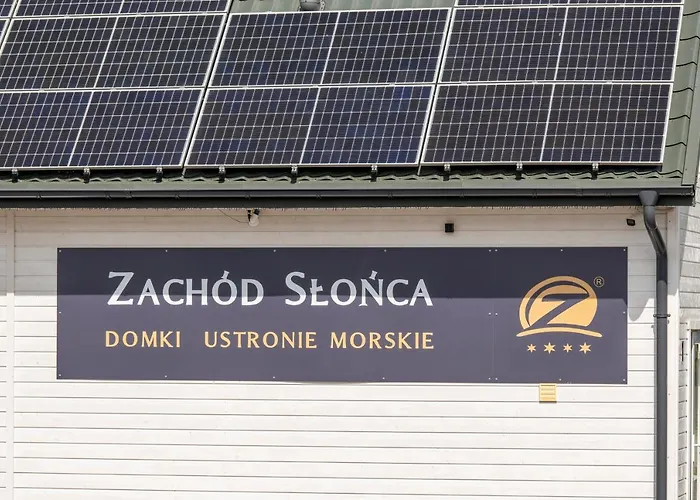 ZACHÓD SŁOŃCA
DOMKI USTRONIE MORSKIE
Z ®